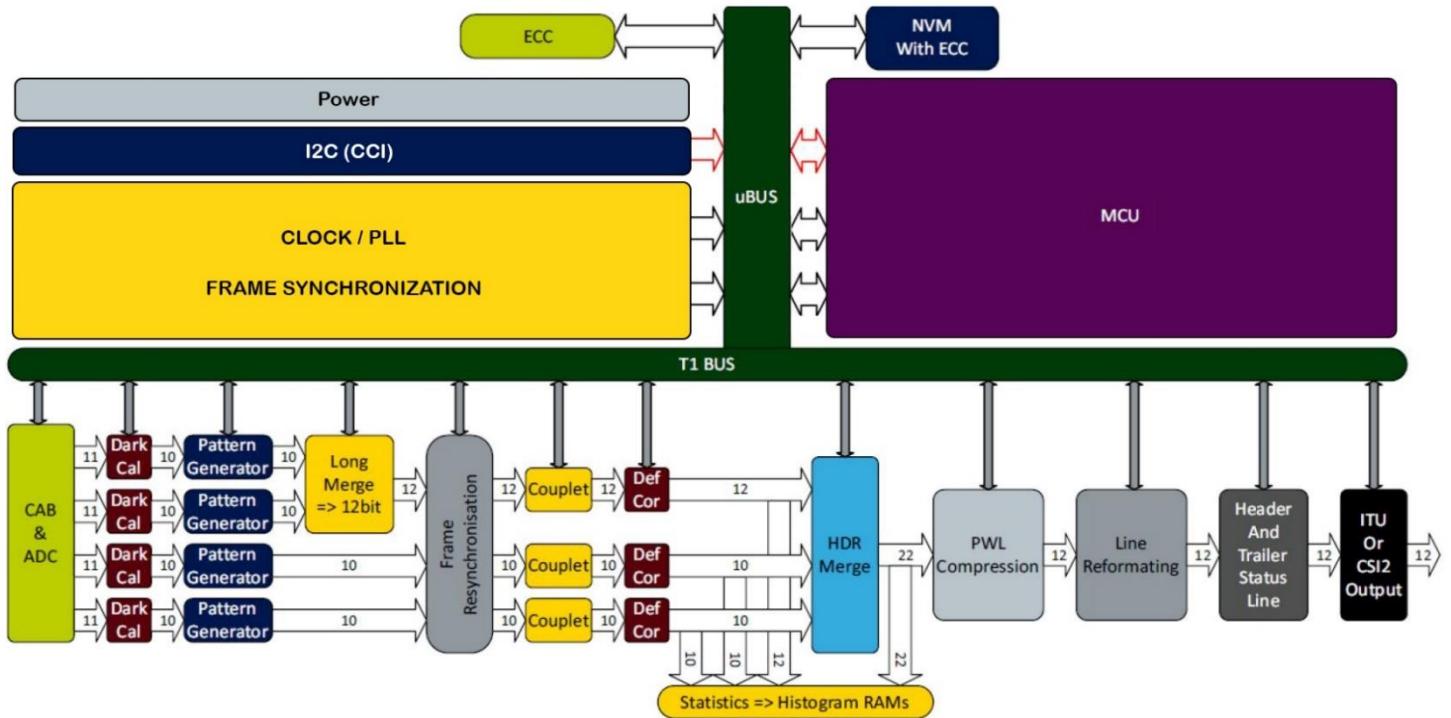 ECC
NVM
With ECC
Power
I2C (CCI)
CLOCK / PLL
FRAME SYNCHRONIZATION
uBUS
MCU
T1 BUS
CAB
&
ADC
11
Dark
Cal
10
Pattern
Generator
10
11
Dark
Cal
10
Pattern
Generator
10
Long
Merge
=> 12bit
12
11
Dark
Cal
10
Pattern
Generator
10
11
Dark
Cal
10
Pattern
Generator
10
Frame
Resynchronisation
12
Couplet
12
Def
Cor
12
10
Couplet
10
Def
Cor
10
10
Couplet
10
Def
Cor
10
10
10
12
HDR
Merge
22
22
PWL
Compression
12
Line
Reformating
12
Header
And
Trailer
Status
Line
12
ITU
Or
CSI2
Output
12
Statistics => Histogram RAMs